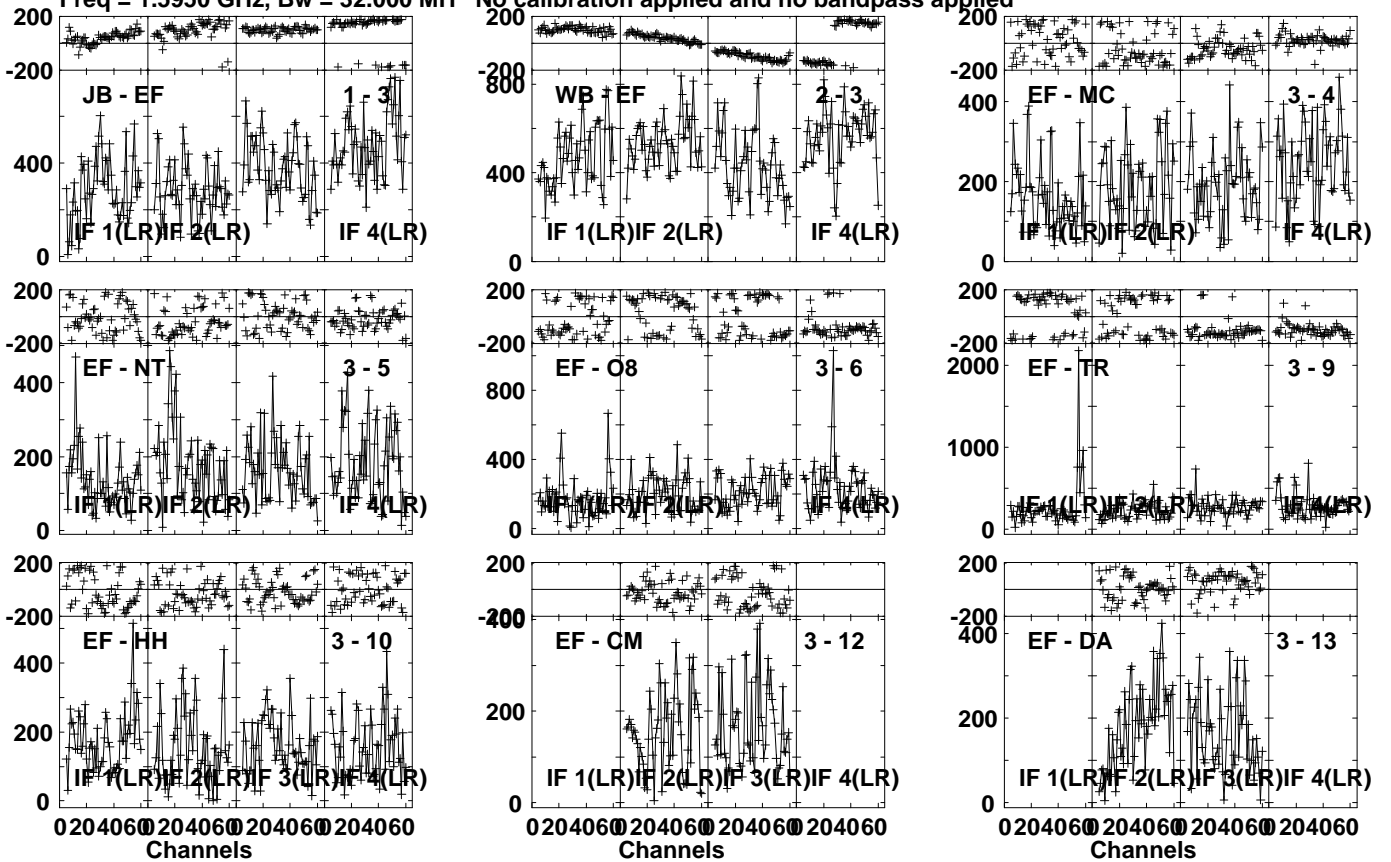 Freq = 1.5950 GHz, Bw = 32.000 MH No calibration applied and no bandpass applied
200
-200
JB - EF 1 - 3
400
0
IF 1(LR) IF 2(LR) IF 4(LR)
200
-200
800
WB - EF 2 - 3
400
0
IF 1(LR) IF 2(LR) IF 4(LR)
200
-200
EF - MC 3 - 4
400
200
0
IF 1(LR) IF 2(LR) IF 4(LR)
200
-200
EF - NT 3 - 5
400
200
0
IF 1(LR) IF 2(LR) IF 4(LR)
200
-200
EF - O8 3 - 6
800
400
0
IF 1(LR) IF 2(LR) IF 4(LR)
200
-200
EF - TR 3 - 9
2000
1000
0
IF 1(LR) IF 2(LR) IF 4(LR)
200
-200
EF - HH 3 - 10
400
200
0
IF 1(LR) IF 2(LR) IF 3(LR) IF 4(LR)
0 20 40 60 0 20 40 60 0 20 40 60 0 20 40 60
Channels
200
-200
400
EF - CM 3 - 12
200
0
IF 1(LR) IF 2(LR) IF 3(LR) IF 4(LR)
0 20 40 60 0 20 40 60 0 20 40 60 0 20 40 60
Channels
200
-200
EF - DA 3 - 13
400
200
0
IF 1(LR) IF 2(LR) IF 3(LR) IF 4(LR)
0 20 40 60 0 20 40 60 0 20 40 60 0 20 40 60
Channels